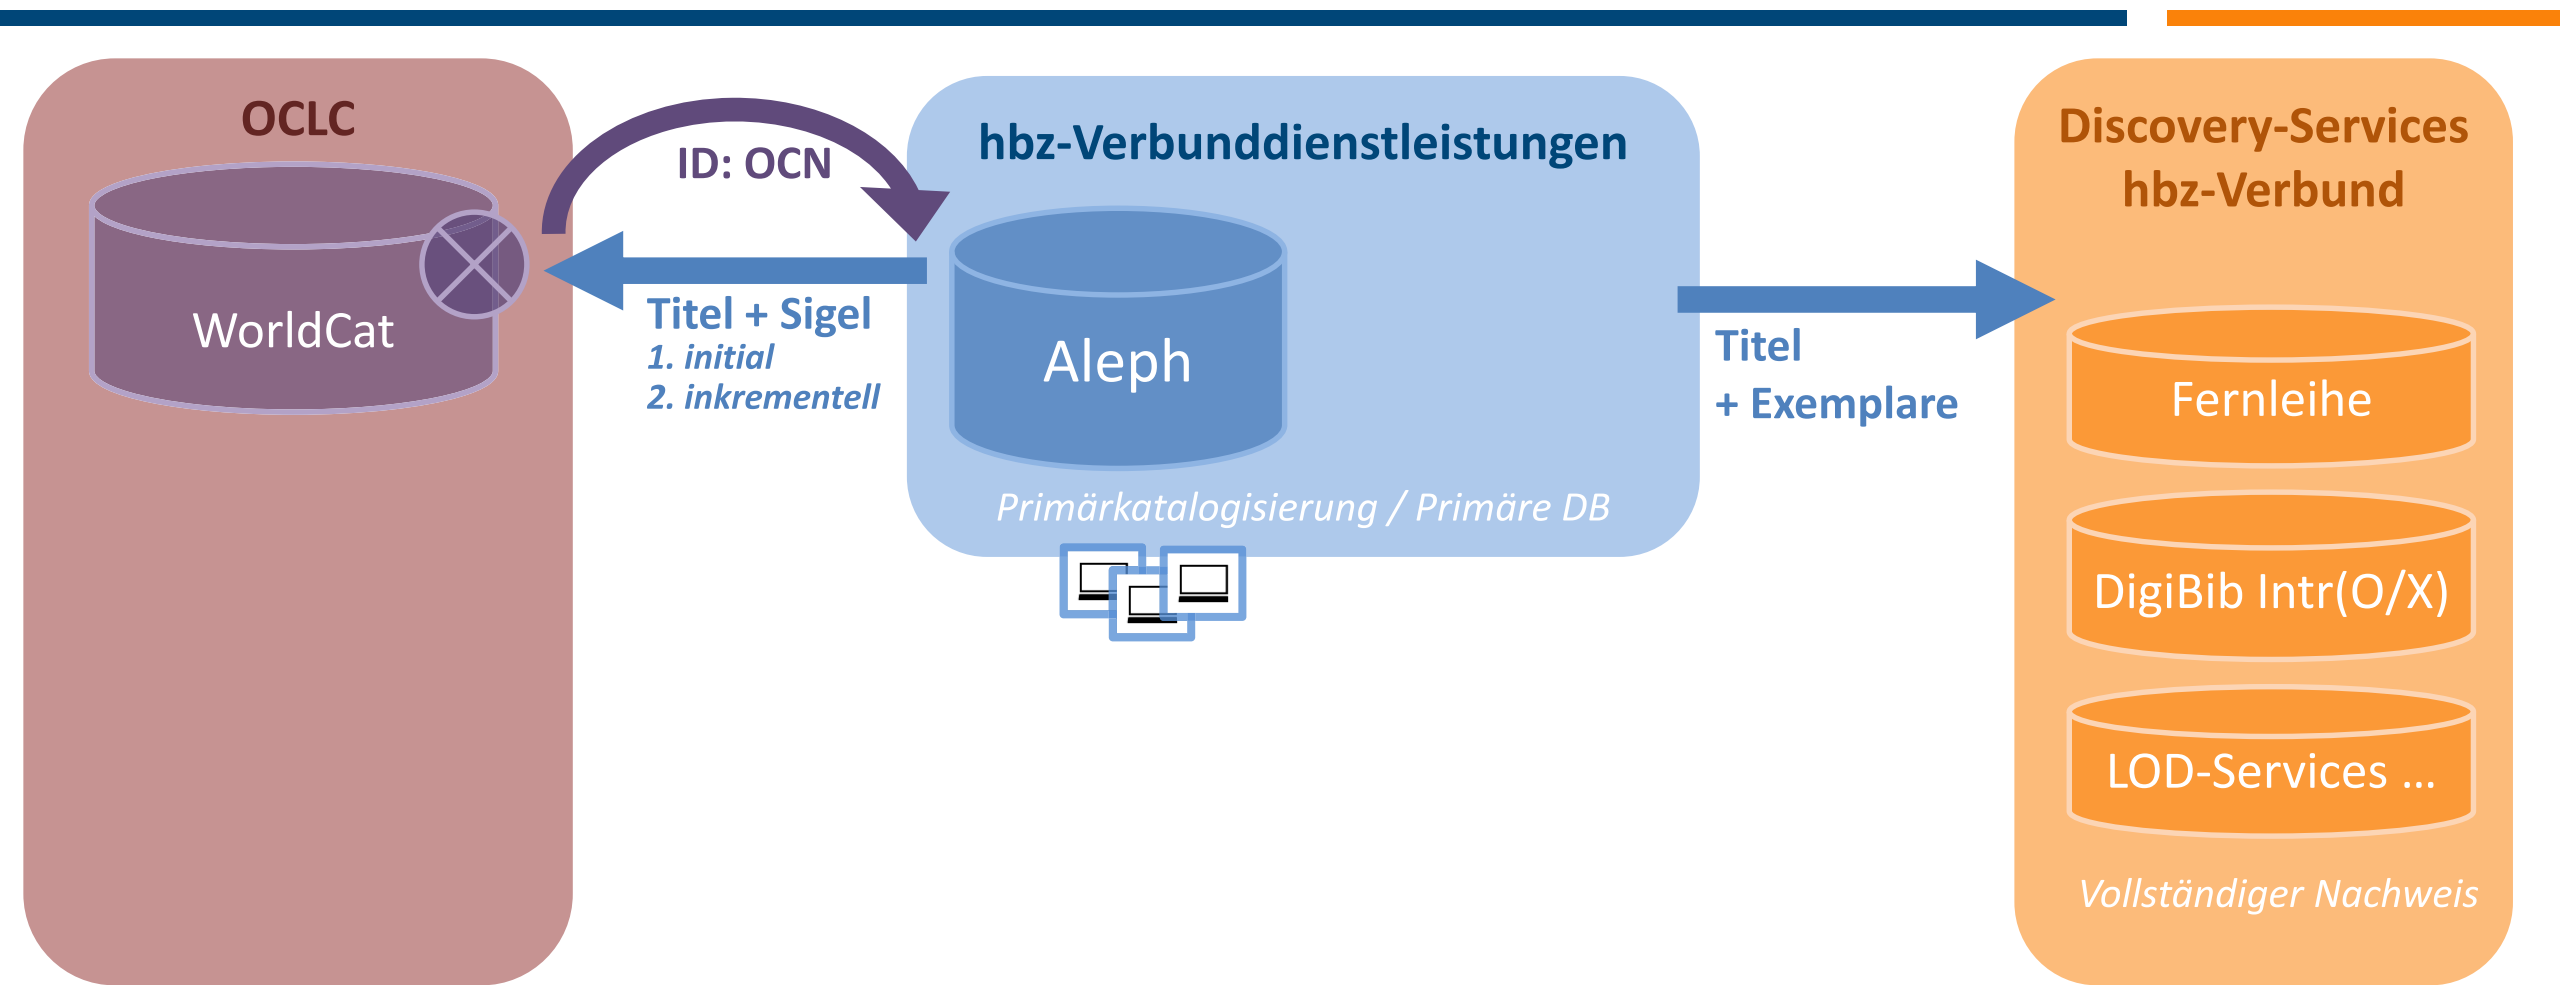 OCLC
WorldCat
ID: OCN
Titel + Sigel
1. initial
2. inkrementell
hbz-Verbunddienstleistungen
Aleph
Primärkatalogisierung / Primäre DB
Titel
+ Exemplare
Discovery-Services
hbz-Verbund
Fernleihe
DigiBib Intr(O/X)
LOD-Services ...
Vollständiger Nachweis